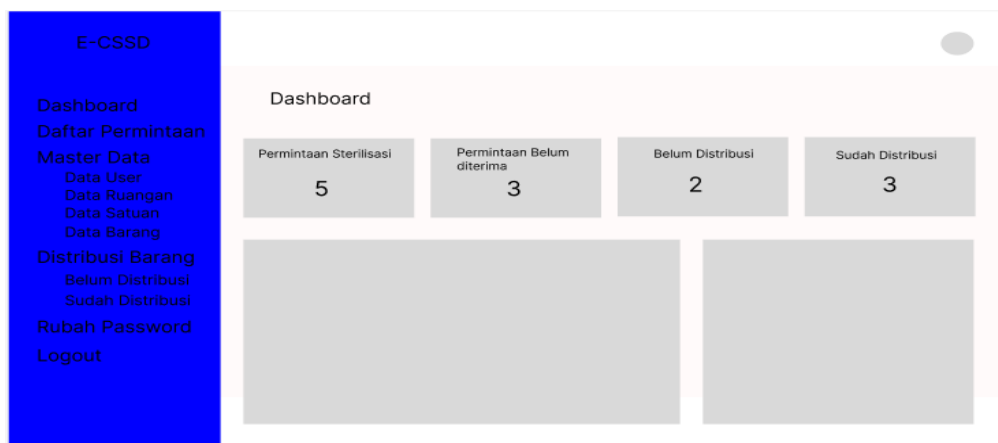 E-CSSD
Dashboard
Daftar Permintaan
Master Data
Data User
Data Ruangan
Data Satuan
Data Barang
Distribusi Barang
Belum Distribusi
Sudah Distribusi
Rubah Password
Logout
Dashboard
Permintaan Sterilisasi
5
Permintaan Belum
diterima
3
Belum Distribusi
2
Sudah Distribusi
3